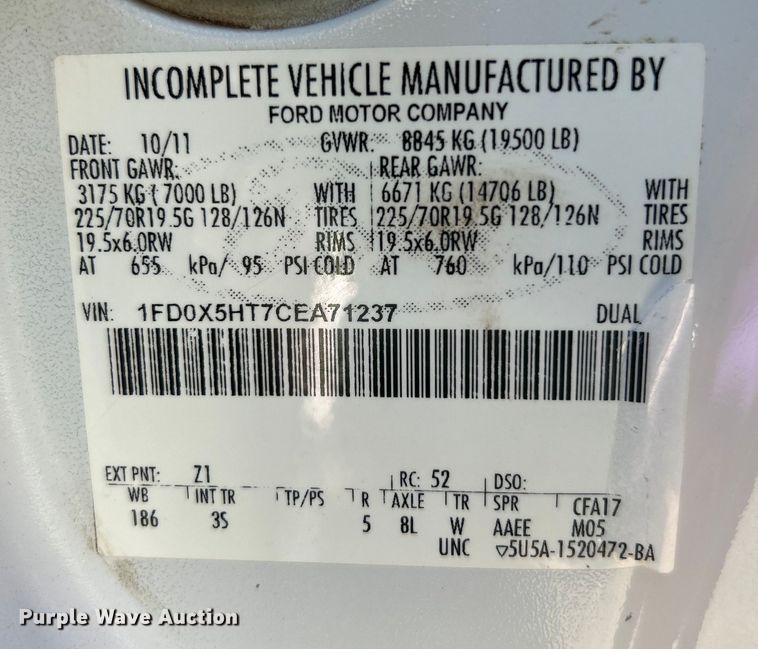 INCOMPLETE VEHICLE MANUFACTURED BY
FORD MOTOR COMPANY
DATE: 10/11 GVWR: 8845 KG (19500 LB)
FRONT GAWR: REAR GAWR:
3175 KG ( 7000 LB) WITH 6671 KG (14706 LB) WITH
225/70R19.5G 128/126N TIRES 225/70R19.5G 128/126N TIRES
19.5x6.0RW RIMS 19.5x6.0RW RIMS
AT 655 kPa/ 95 PSI COLD AT 760 kPa/110 PSI COLD
VIN: 1FD0X5HT7CEA71237 DUAL
EXT PNT: Z1 RC: 52 DSO:
WB INT TR TP/PS R AXLE TR SPR CFA17
186 3S 5 8L W AAEE M05
UNC ▽5U5A-1520472-BA
Purple Wave Auction